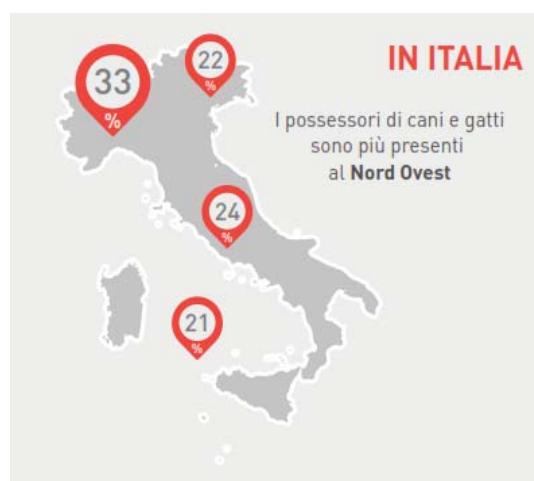 IN ITALIA
I possessori di cani e gatti
sono più presenti
al Nord Ovest
33
%
22
%
24
%
21
%